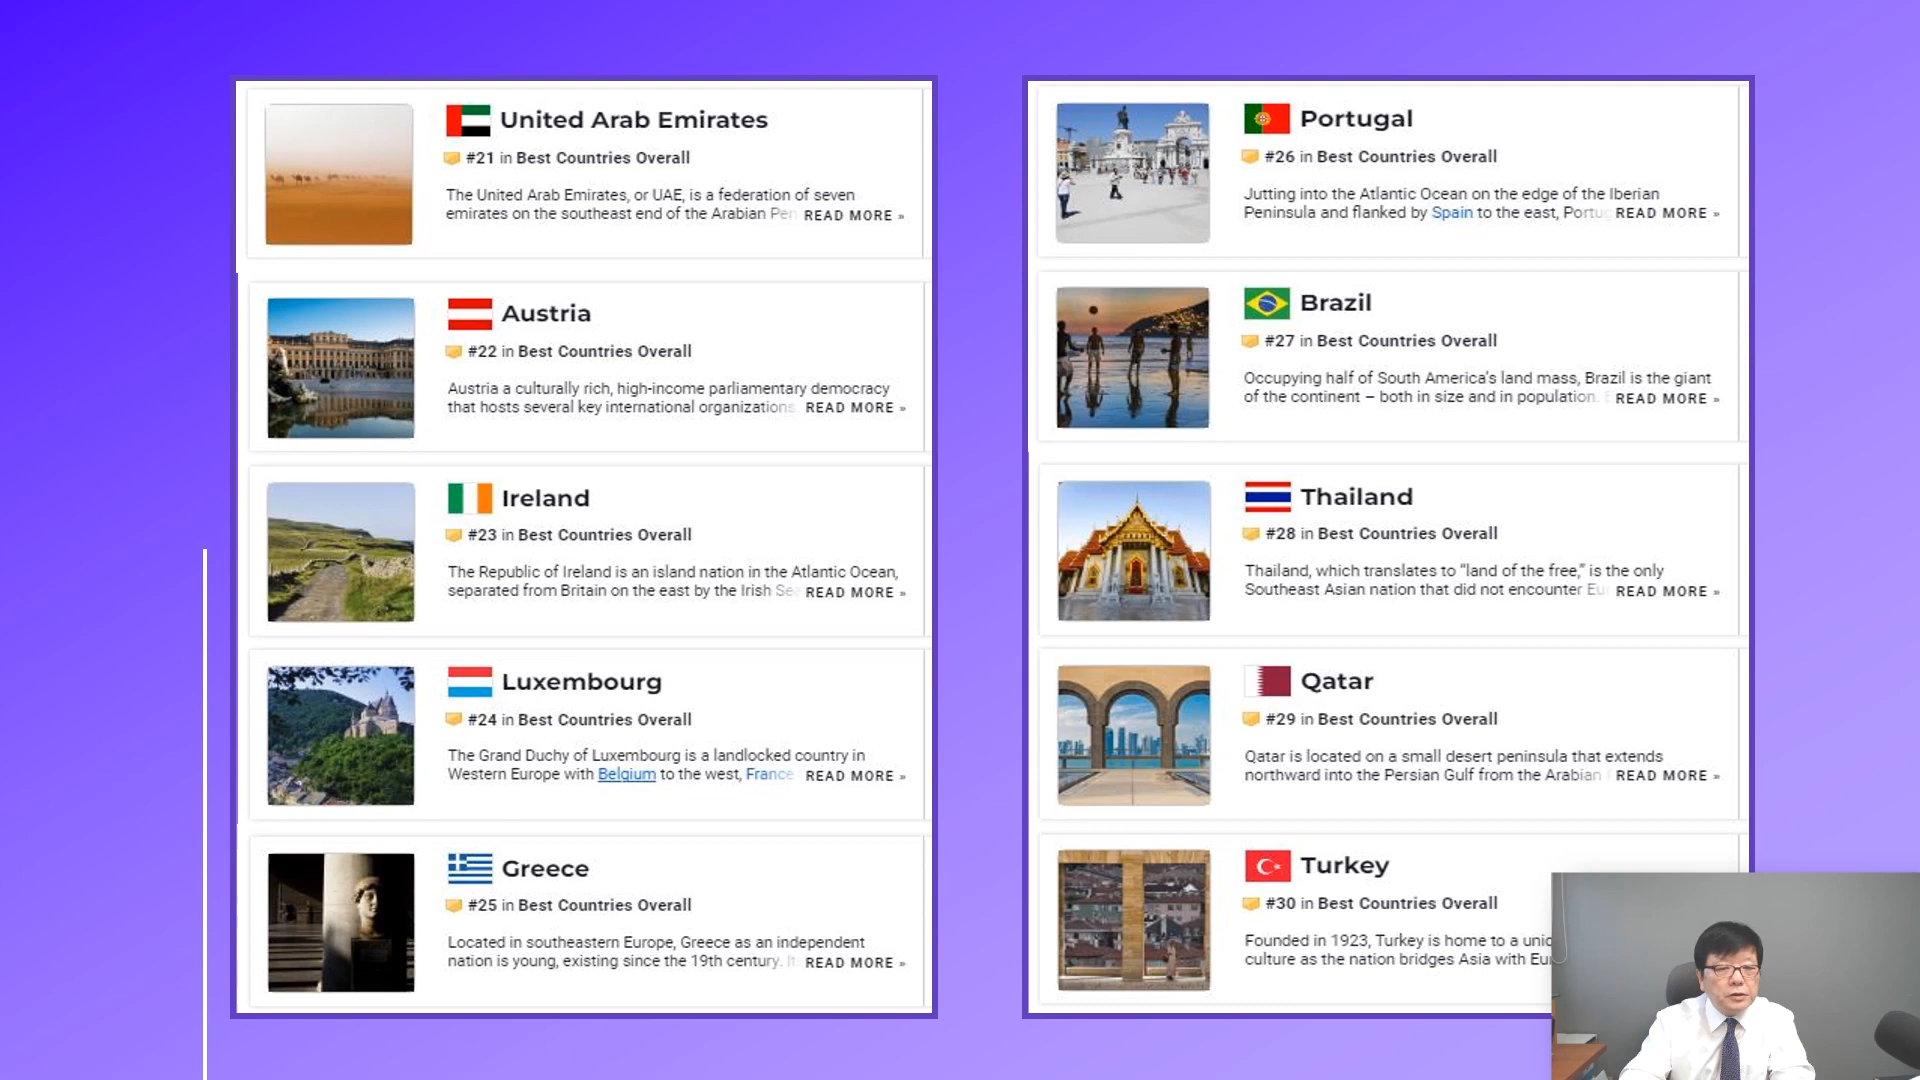 United Arab Emirates
#21 in Best Countries Overall
The United Arab Emirates, or UAE, is a federation of seven
emirates on the southeast end of the Arabian Pen READ MORE »
Austria
#22 in Best Countries Overall
Austria a culturally rich, high-income parliamentary democracy
that hosts several key international organizations. READ MORE »
Ireland
#23 in Best Countries Overall
The Republic of Ireland is an island nation in the Atlantic Ocean,
separated from Britain on the east by the Irish Se READ MORE »
Luxembourg
#24 in Best Countries Overall
The Grand Duchy of Luxembourg is a landlocked country in
Western Europe with Belgium to the west, France READ MORE »
Greece
#25 in Best Countries Overall
Located in southeastern Europe, Greece as an independent
nation is young, existing since the 19th century. It READ MORE »
Portugal
#26 in Best Countries Overall
Jutting into the Atlantic Ocean on the edge of the Iberian
Peninsula and flanked by Spain to the east, Portug READ MORE »
Brazil
#27 in Best Countries Overall
Occupying half of South America's land mass, Brazil is the giant
of the continent – both in size and in population. READ MORE »
Thailand
#28 in Best Countries Overall
Thailand, which translates to “land of the free,” is the only
Southeast Asian nation that did not encounter Eu READ MORE »
Qatar
#29 in Best Countries Overall
Qatar is located on a small desert peninsula that extends
northward into the Persian Gulf from the Arabian READ MORE »
Turkey
#30 in Best Countries Overall
Founded in 1923, Turkey is home to a unic
culture as the nation bridges Asia with Eur